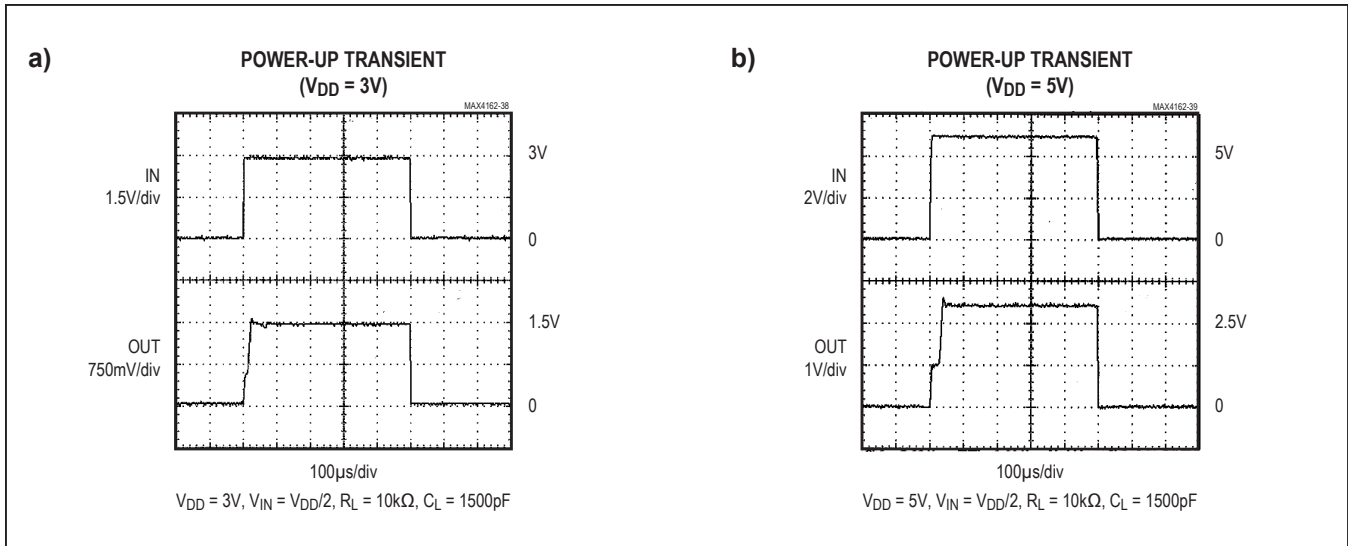 a)
POWER-UP TRANSIENT
(VDD = 3V)
MAX4162-38
IN
1.5V/div
3V
0
OUT
750mV/div
1.5V
0
100µs/div
VDD = 3V, VIN = VDD/2, RL = 10kΩ, CL = 1500pF
b)
POWER-UP TRANSIENT
(VDD = 5V)
MAX4162-39
IN
2V/div
5V
0
OUT
1V/div
2.5V
0
100µs/div
VDD = 5V, VIN = VDD/2, RL = 10kΩ, CL = 1500pF